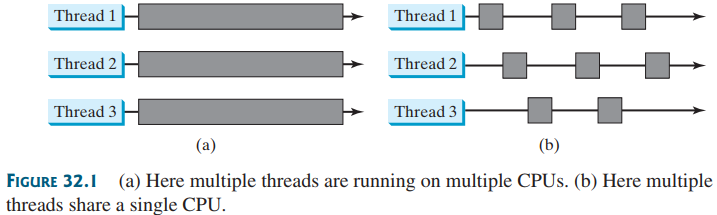 Thread 1 Thread 1
Thread 2 Thread 2
Thread 3 Thread 3
(a) (b)
FIGURE 32.1 (a) Here multiple threads are running on multiple CPUs. (b) Here multiple
threads share a single CPU.